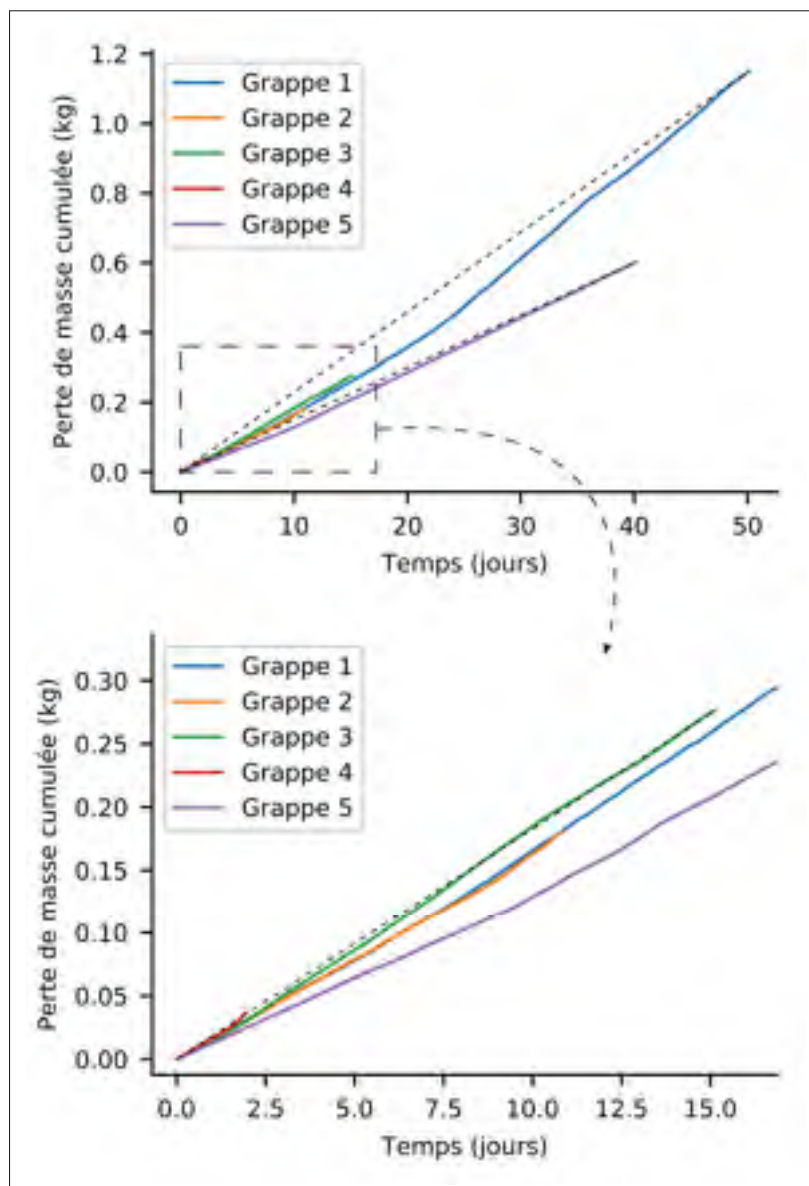 1.2
1.0
0.8
0.6
0.4
0.2
0.0
Perte de masse cumulée (kg)
Grappe 1
Grappe 2
Grappe 3
Grappe 4
Grappe 5
0 10 20 30 40 50
Temps (jours)
0.30
0.25
0.20
0.15
0.10
0.05
0.00
Perte de masse cumulée (kg)
Grappe 1
Grappe 2
Grappe 3
Grappe 4
Grappe 5
0.0 2.5 5.0 7.5 10.0 12.5 15.0
Temps (jours)